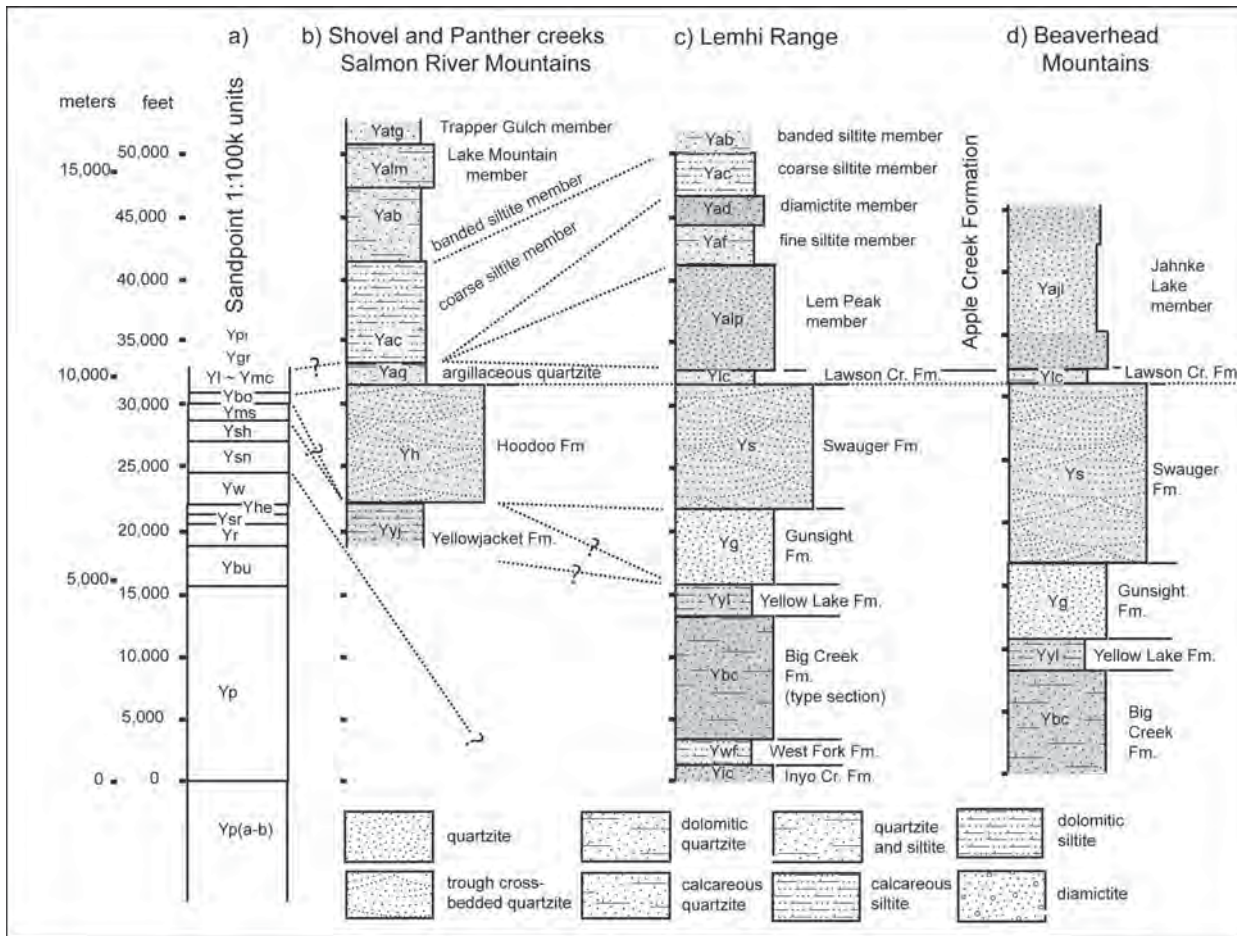 a)
b) Shovel and Panther creeks
Salmon River Mountains
c) Lemhi Range
d) Beaverhead
Mountains
meters
feet
50,000
15,000
45,000
40,000
35,000
10,000
30,000
25,000
20,000
5,000
15,000
10,000
5,000
0
0
Sandpoint 1:100k units
Ypr
Ygr
Yl ~ Ymc
Ybo
Yms
Ysh
Ysn
Yw
Yhe
Ysr
Yr
Ybu
Yp
Yp(a-b)
?
?
?
Yatg
Trapper Gulch member
Yalm
Lake Mountain
member
Yab
Yac
Yaq
argillaceous quartzite
Yh
Hoodoo Fm
Yyj
Yellowjacket Fm.
banded siltite member
coarse siltite member
?
?
Yab
banded siltite member
Yac
coarse siltite member
Yad
diamictite member
Yaf
fine siltite member
Yalp
Lem Peak
member
Ylc
Lawson Cr. Fm.
Ys
Swauger Fm.
Yg
Gunsight
Fm.
Yyl
Yellow Lake Fm.
Ybc
Big Creek
Fm.
(type section)
Ywf
West Fork Fm.
Yic
Inyo Cr. Fm.
Apple Creek Formation
Yajl
Jahnke
Lake
member
Ylc
Lawson Cr. Fm.
Ys
Swauger
Fm.
Yg
Gunsight
Fm.
Yyl
Yellow Lake Fm.
Ybc
Big
Creek
Fm.
quartzite
dolomitic
quartzite
quartzite
and siltite
dolomitic
siltite
trough cross-
bedded quartzite
calcareous
quartzite
calcareous
siltite
diamictite